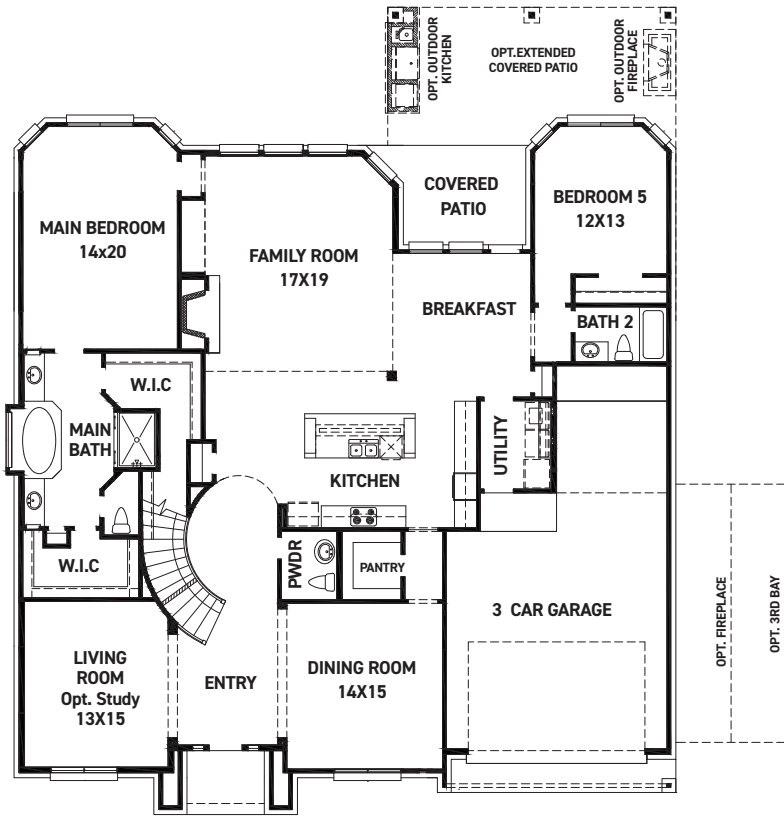 OPT. OUTDOOR
KITCHEN
OPT.EXTENDED
COVERED PATIO
OPT. OUTDOOR
FIREPLACE
COVERED
PATIO
BEDROOM 5
12X13
MAIN BEDROOM
14x20
FAMILY ROOM
17X19
BREAKFAST
BATH 2
W.I.C
MAIN
BATH
UTILITY
KITCHEN
W.I.C
PWDR
PANTRY
3 CAR GARAGE
OPT. FIREPLACE
OPT. 3RD BAY
LIVING
ROOM
Opt. Study
13X15
ENTRY
DINING ROOM
14X15